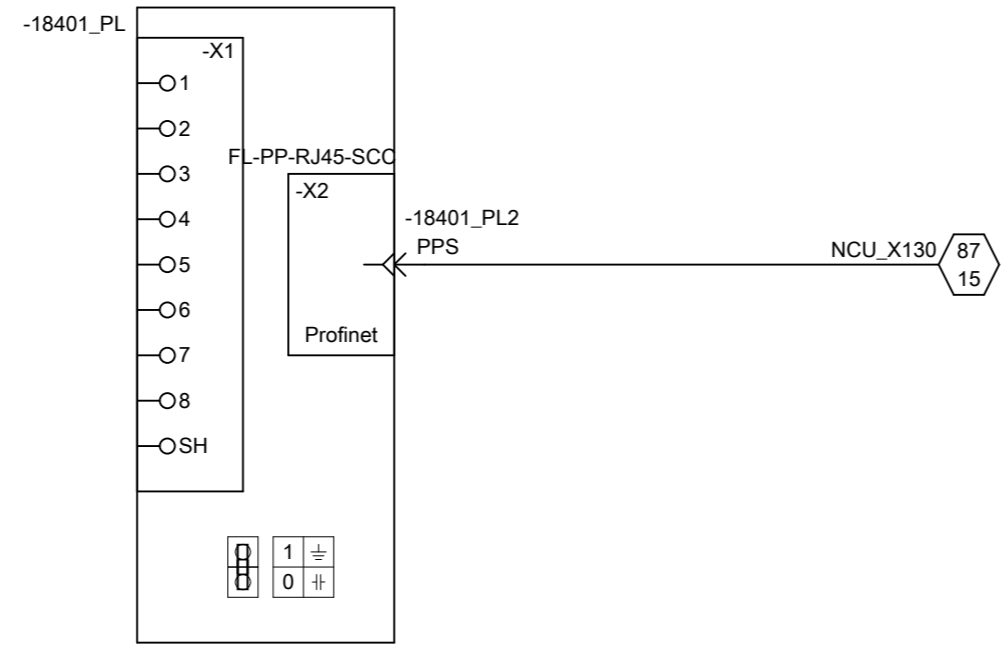 -18401_PL
-X1
1
2
FL-PP-RJ45-SCC
3
-X2
-18401_PL2
4
PPS
NCU_X130
87
15
5
6
Profinet
7
8
SH
1
0